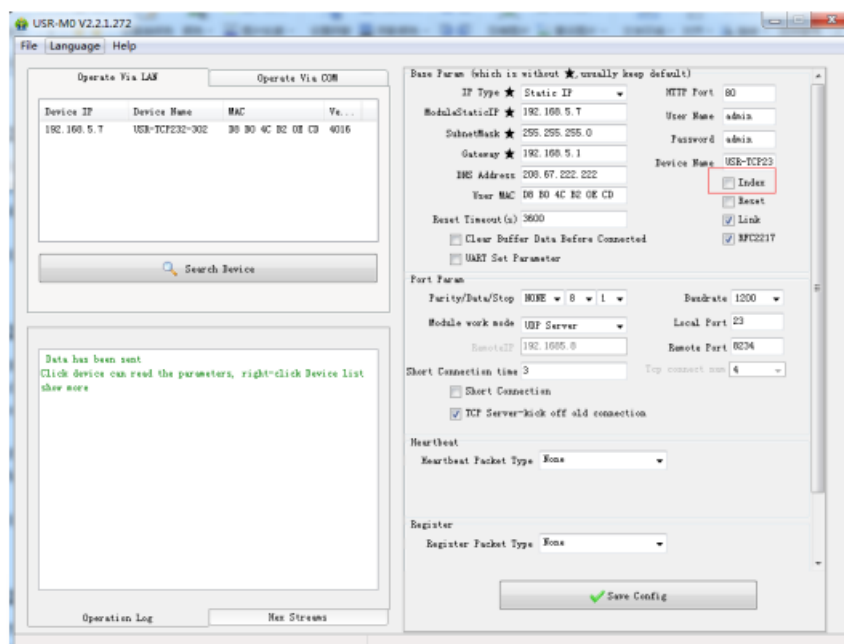 USR-M0 V2.2.1.272
File Language Help
Operate Via LAN Operate Via COM
Device IP Device Name MAC Ve...
192.168.5.7 USR-TCP232-302 D8 B0 4C B2 0E CD 4016
Search Device
Data has been sent
Click device can read the parameters, right-click Device list
show more
Operation Log Hex Streams
Base Param (which is without ★, usually keep default)
IP Type ★ Static IP HTTP Port 80
ModuleStaticIP ★ 192.168.5.7 User Name admin
SubnetMask ★ 255.255.255.0 Password admin
Gateway ★ 192.168.5.1 Device Name USR-TCP23
DNS Address 208.67.222.222 Index
User MAC D8 B0 4C B2 0E CD Reset
Reset Timeout(s) 3600 Link
Clear Buffer Data Before Connected RFC2217
UART Set Parameter
Port Param
Parity/Data/Stop NONE 8 1 Baudrate 1200
Module work mode UDP Server Local Port 23
RemoteIP 192.1685.8 Remote Port 8234
Short Connection time 3 Tcp connect num 4
Short Connection
TCP Server-kick off old connection
Heartbeat
Heartbeat Packet Type None
Register
Register Packet Type None
Save Config